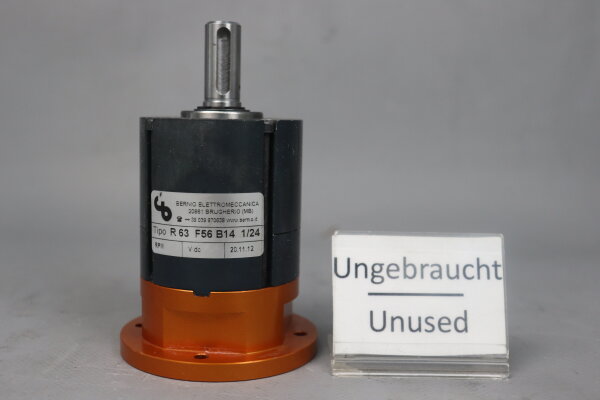 BERNIO ELETTROMECCANICA
20861 BRUGHERIO (MB)
Tipo R 63 F56 B14 1/24
RPM V dc 20.11.12
Ungebraucht
Unused